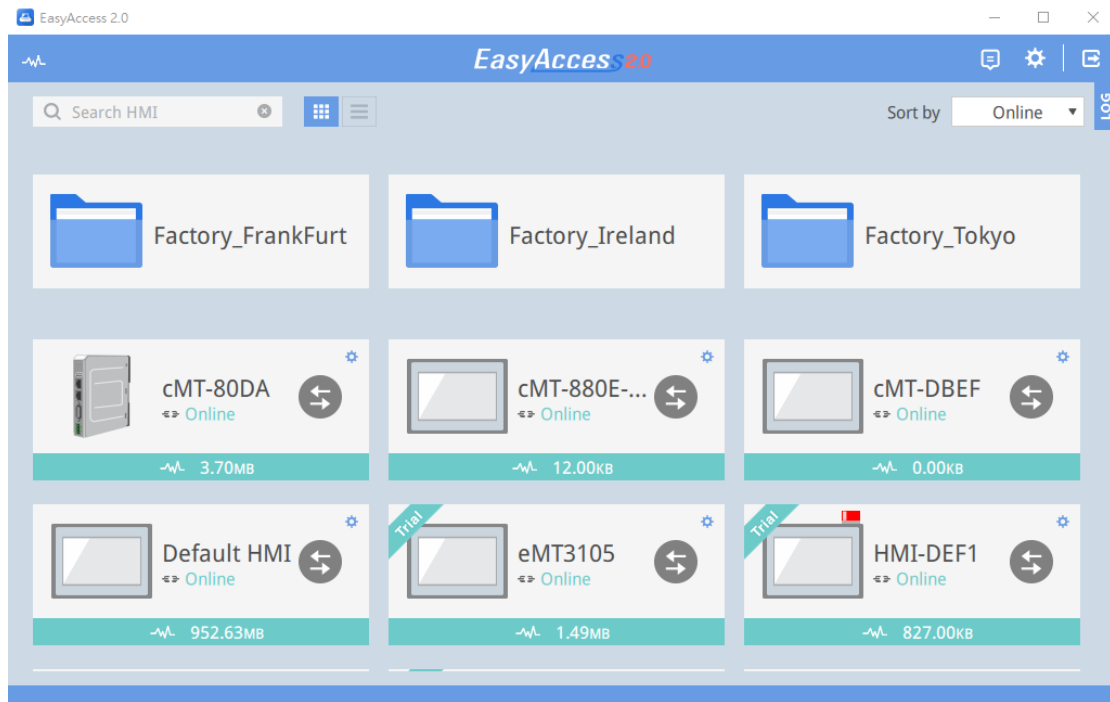 EasyAccess 2.0
EasyAccess 2.0
Search HMI
Sort by
Online
LOG
Factory_FrankFurt
Factory_Ireland
Factory_Tokyo
cMT-80DA
Online
3.70MB
cMT-880E-...
Online
12.00KB
cMT-DBEF
Online
0.00KB
Default HMI
Online
952.63MB
Trial
eMT3105
Online
1.49MB
Trial
HMI-DEF1
Online
827.00KB